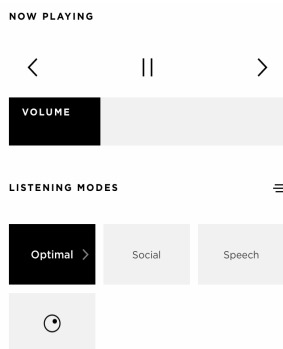 NOW PLAYING
VOLUME
LISTENING MODES
Optimal
Social
Speech